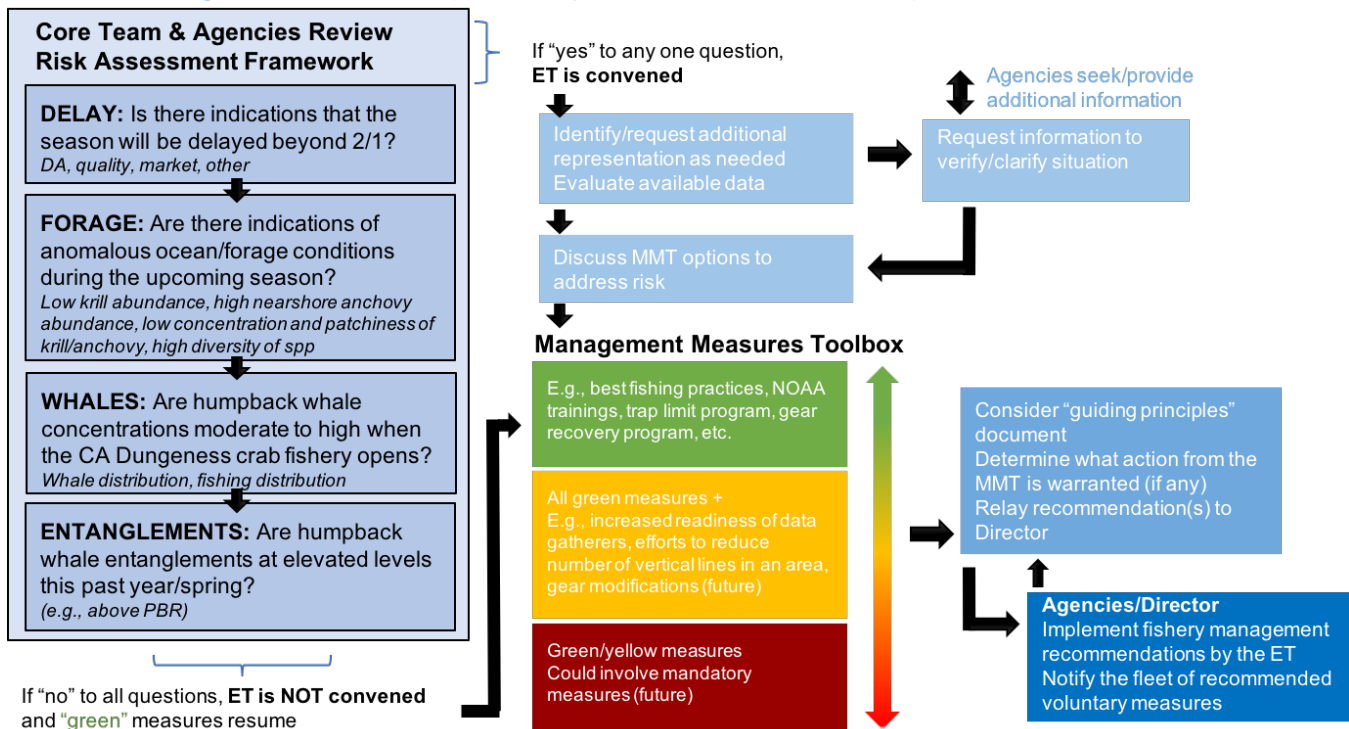 Core Team & Agencies Review
Risk Assessment Framework
DELAY: Is there indications that the
season will be delayed beyond 2/1?
DA, quality, market, other
FORAGE: Are there indications of
anomalous ocean/forage conditions
during the upcoming season?
Low krill abundance, high nearshore anchovy
abundance, low concentration and patchiness of
krill/anchovy, high diversity of spp
WHALES: Are humpback whale
concentrations moderate to high when
the CA Dungeness crab fishery opens?
Whale distribution, fishing distribution
ENTANGLEMENTS: Are humpback
whale entanglements at elevated levels
this past year/spring?
(e.g., above PBR)
If "no" to all questions, ET is NOT convened
and "green" measures resume
If "yes" to any one question,
ET is convened
Identify/request additional
representation as needed
Evaluate available data
Agencies seek/provide
additional information
Request information to
verify/clarify situation
Discuss MMT options to
address risk
Management Measures Toolbox
E.g., best fishing practices, NOAA
trainings, trap limit program, gear
recovery program, etc.
All green measures +
E.g., increased readiness of data
gatherers, efforts to reduce
number of vertical lines in an area,
gear modifications (future)
Green/yellow measures
Could involve mandatory
measures (future)
Consider "guiding principles"
document
Determine what action from the
MMT is warranted (if any)
Relay recommendation(s) to
Director
Agencies/Director
Implement fishery management
recommendations by the ET
Notify the fleet of recommended
voluntary measures